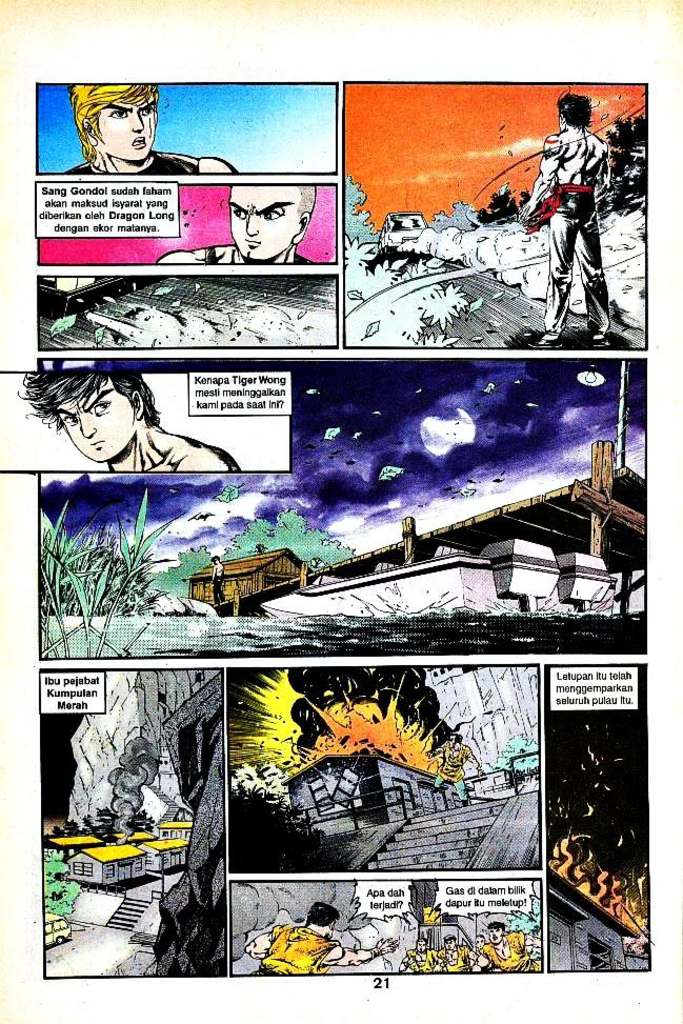 Sang Gondol sudah faham
akan maksud isyarat yang
diberikan oleh Dragon Long
dengan ekor matanya.
Kenapa Tiger Wong
mesti meninggalkan
kami pada saat ini?
Ibu pejabat
Kumpulan
Merah
Letupan itu telah
menggemparkan
seluruh pulau itu.
Apa dah
terjadi?
Gas di dalam bilik
dapur itu meletup!
21